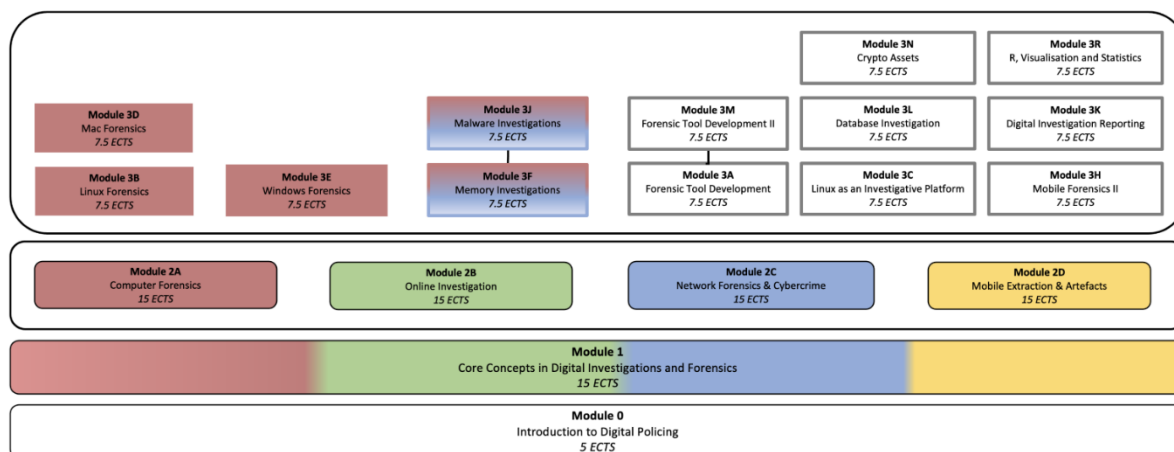 Module 3N
Crypto Assets
7.5 ECTS
Module 3R
R, Visualisation and Statistics
7.5 ECTS
Module 3D
Mac Forensics
7.5 ECTS
Module 3J
Malware Investigations
7.5 ECTS
Module 3M
Forensic Tool Development II
7.5 ECTS
Module 3L
Database Investigation
7.5 ECTS
Module 3K
Digital Investigation Reporting
7.5 ECTS
Module 3B
Linux Forensics
7.5 ECTS
Module 3E
Windows Forensics
7.5 ECTS
Module 3F
Memory Investigations
7.5 ECTS
Module 3A
Forensic Tool Development
7.5 ECTS
Module 3C
Linux as an Investigative Platform
7.5 ECTS
Module 3H
Mobile Forensics II
7.5 ECTS
Module 2A
Computer Forensics
15 ECTS
Module 2B
Online Investigation
15 ECTS
Module 2C
Network Forensics & Cybercrime
15 ECTS
Module 2D
Mobile Extraction & Artefacts
15 ECTS
Module 1
Core Concepts in Digital Investigations and Forensics
15 ECTS
Module 0
Introduction to Digital Policing
5 ECTS